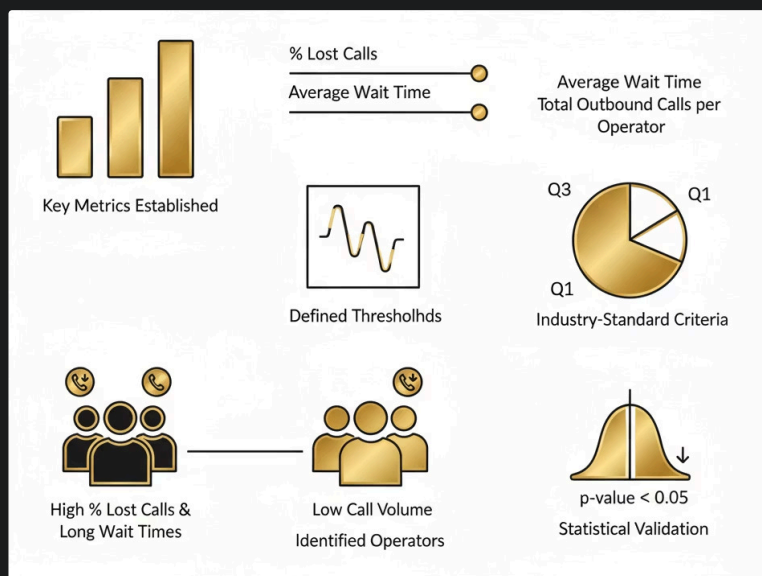 % Lost Calls
Average Wait Time
Average Wait Time
Total Outbound Calls per
Operator
Key Metrics Established
Q3
Q1
Q1
Defined Thresholhds
Industry-Standard Criteria
High % Lost Calls &
Long Wait Times
Low Call Volume
Identified Operators
p-value < 0.05
Statistical Validation